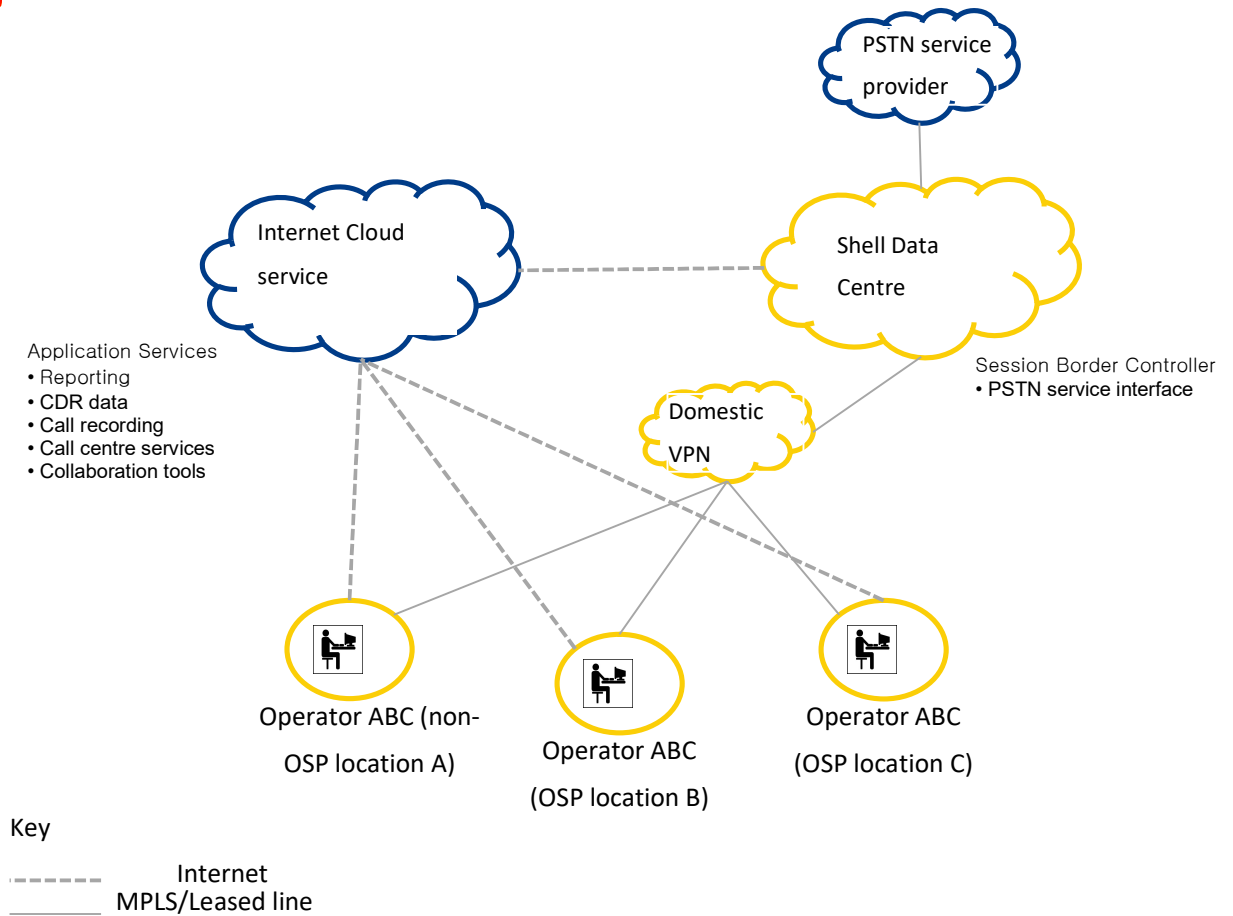 PSTN service
provider
Internet Cloud
service
Shell Data
Centre
Application Services
• Reporting
• CDR data
• Call recording
• Call centre services
• Collaboration tools
Session Border Controller
• PSTN service interface
Domestic
VPN
Operator ABC (non-
OSP location A)
Operator ABC
(OSP location B)
Operator ABC
(OSP location C)
Key
Internet
MPLS/Leased line